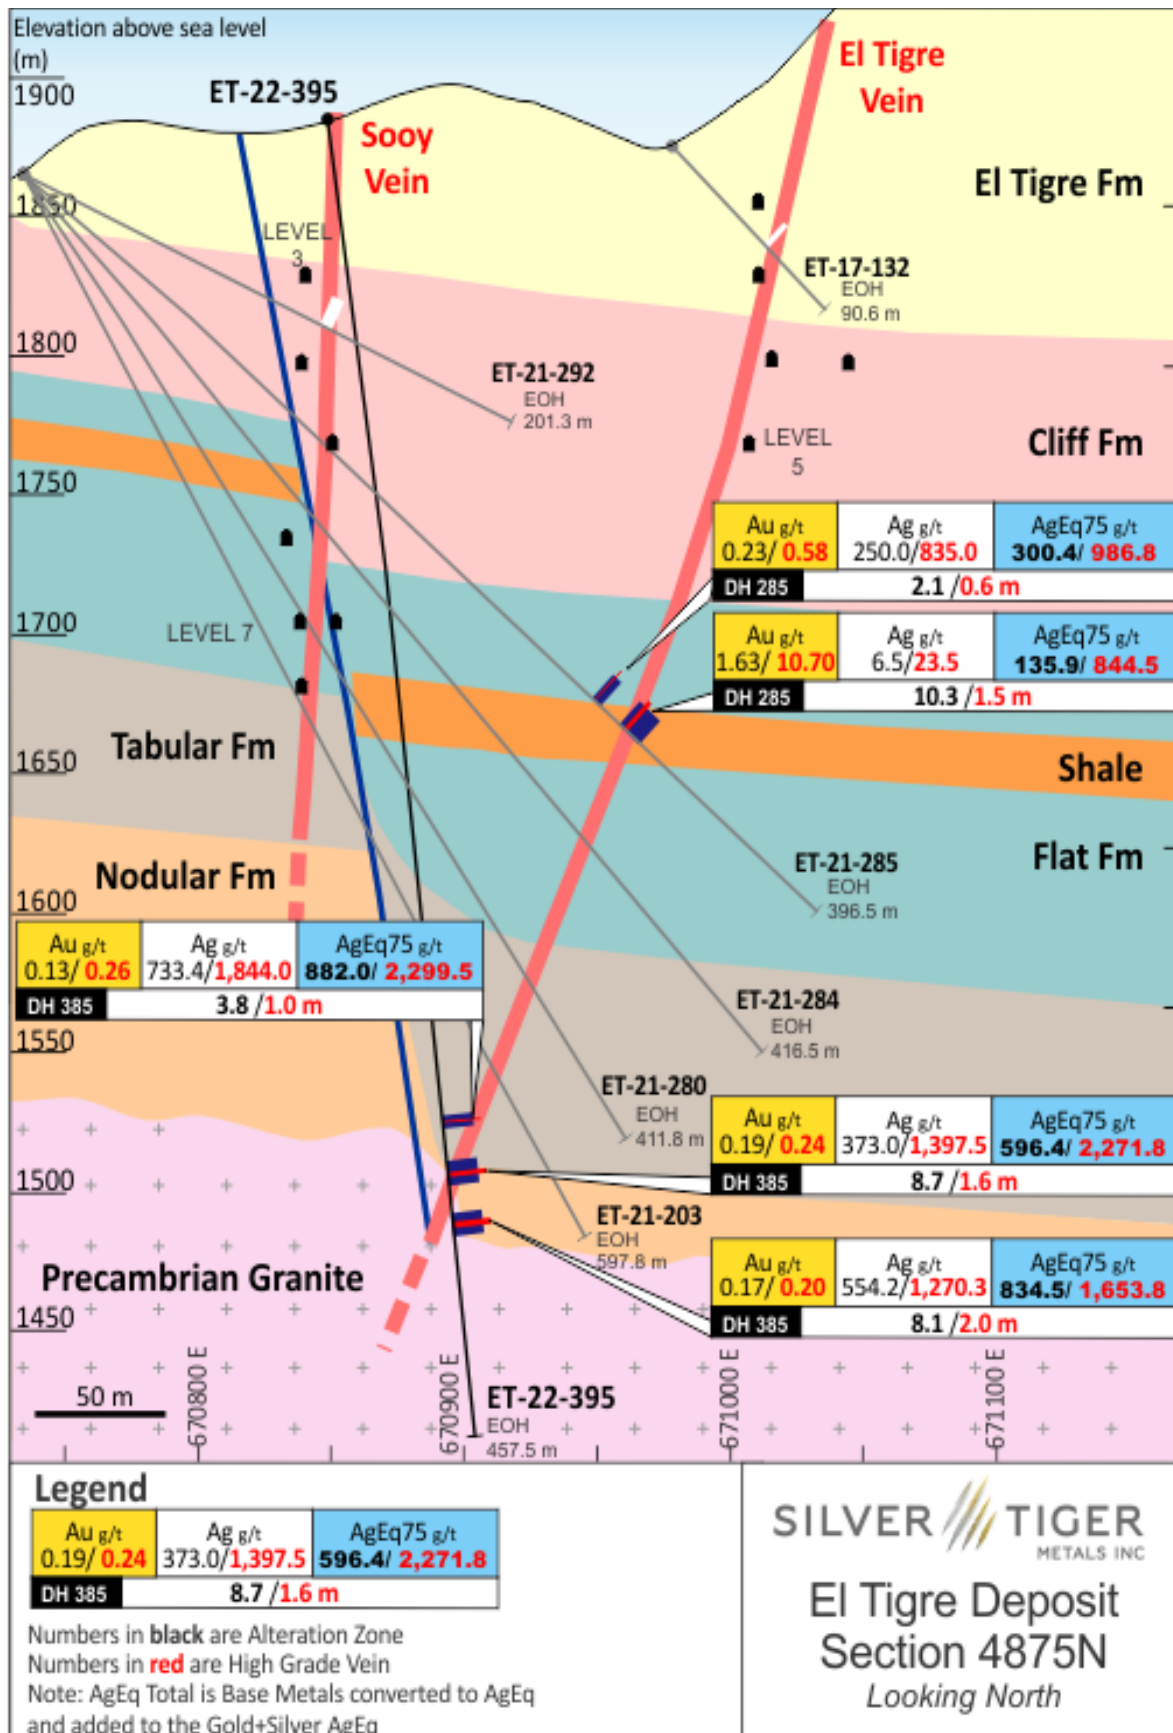 Elevation above sea level
(m)
1900
ET-22-395
Sooy
Vein
El Tigre
Vein
El Tigre Fm
1850
LEVEL
3
ET-17-132
EOH
90.6 m
1800
ET-21-292
EOH
201.3 m
Cliff Fm
LEVEL
5
1750
Au g/t
0.23/ 0.58
Ag g/t
250.0/835.0
AgEq75 g/t
300.4/ 986.8
DH 285
2.1 /0.6 m
1700
LEVEL 7
Au g/t
1.63/ 10.70
Ag g/t
6.5/23.5
AgEq75 g/t
135.9/ 844.5
DH 285
10.3 /1.5 m
Tabular Fm
1650
Shale
Nodular Fm
ET-21-285
EOH
396.5 m
Flat Fm
1600
Au g/t
0.13/ 0.26
Ag g/t
733.4/1,844.0
AgEq75 g/t
882.0/ 2,299.5
DH 385
3.8 /1.0 m
ET-21-284
EOH
416.5 m
1550
ET-21-280
EOH
411.8 m
Au g/t
0.19/ 0.24
Ag g/t
373.0/1,397.5
AgEq75 g/t
596.4/ 2,271.8
DH 385
8.7 /1.6 m
1500
ET-21-203
EOH
597.8 m
Precambrian Granite
Au g/t
0.17/ 0.20
Ag g/t
554.2/1,270.3
AgEq75 g/t
834.5/ 1,653.8
DH 385
8.1 /2.0 m
1450
50 m
670800 E
670900 E
671000 E
671100 E
ET-22-395
EOH
457.5 m
Legend
Au g/t
0.19/ 0.24
Ag g/t
373.0/1,397.5
AgEq75 g/t
596.4/ 2,271.8
DH 385
8.7 /1.6 m
Numbers in black are Alteration Zone
Numbers in red are High Grade Vein
Note: AgEq Total is Base Metals converted to AgEq
and added to the Gold+Silver AgEq
SILVER TIGER
METALS INC
El Tigre Deposit
Section 4875N
Looking North